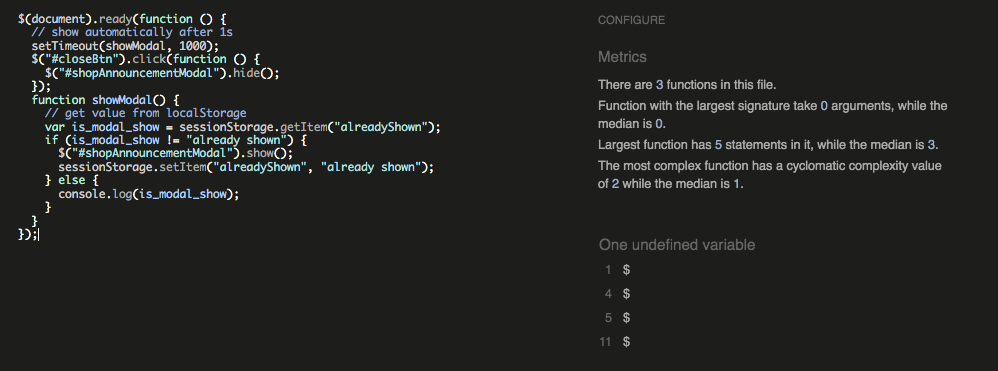 $(document).ready(function () {
// show automatically after 1s
setTimeout(showModal, 1000);
$("#closeBtn").click(function () {
$("#shopAnnouncementModal").hide();
});
function showModal() {
// get value from localStorage
var is_modal_show = sessionStorage.getItem("alreadyShown");
if (is_modal_show != "already shown") {
$("#shopAnnouncementModal").show();
sessionStorage.setItem("alreadyShown", "already shown");
} else {
console.log(is_modal_show);
}
}
});
CONFIGURE
Metrics
There are 3 functions in this file.
Function with the largest signature take 0 arguments, while the
median is 0.
Largest function has 5 statements in it, while the median is 3.
The most complex function has a cyclomatic complexity value
of 2 while the median is 1.
One undefined variable
1 $
4 $
5 $
11 $